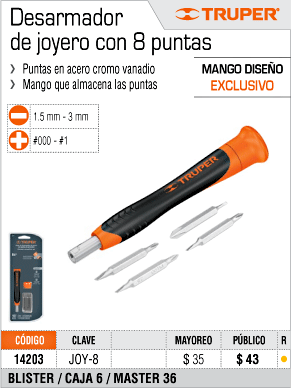 Desarmador
de joyero con 8 puntas
TRUPER
Puntas en acero cromo vanadio
Mango que almacena las puntas
MANGO DISEÑO
EXCLUSIVO
1.5 mm - 3 mm
#000 - #1
TRUPER
CÓDIGO CLAVE MAYOREO PÚBLICO R
14203 JOY-8 $ 35 $ 43
BLISTER / CAJA 6 / MASTER 36